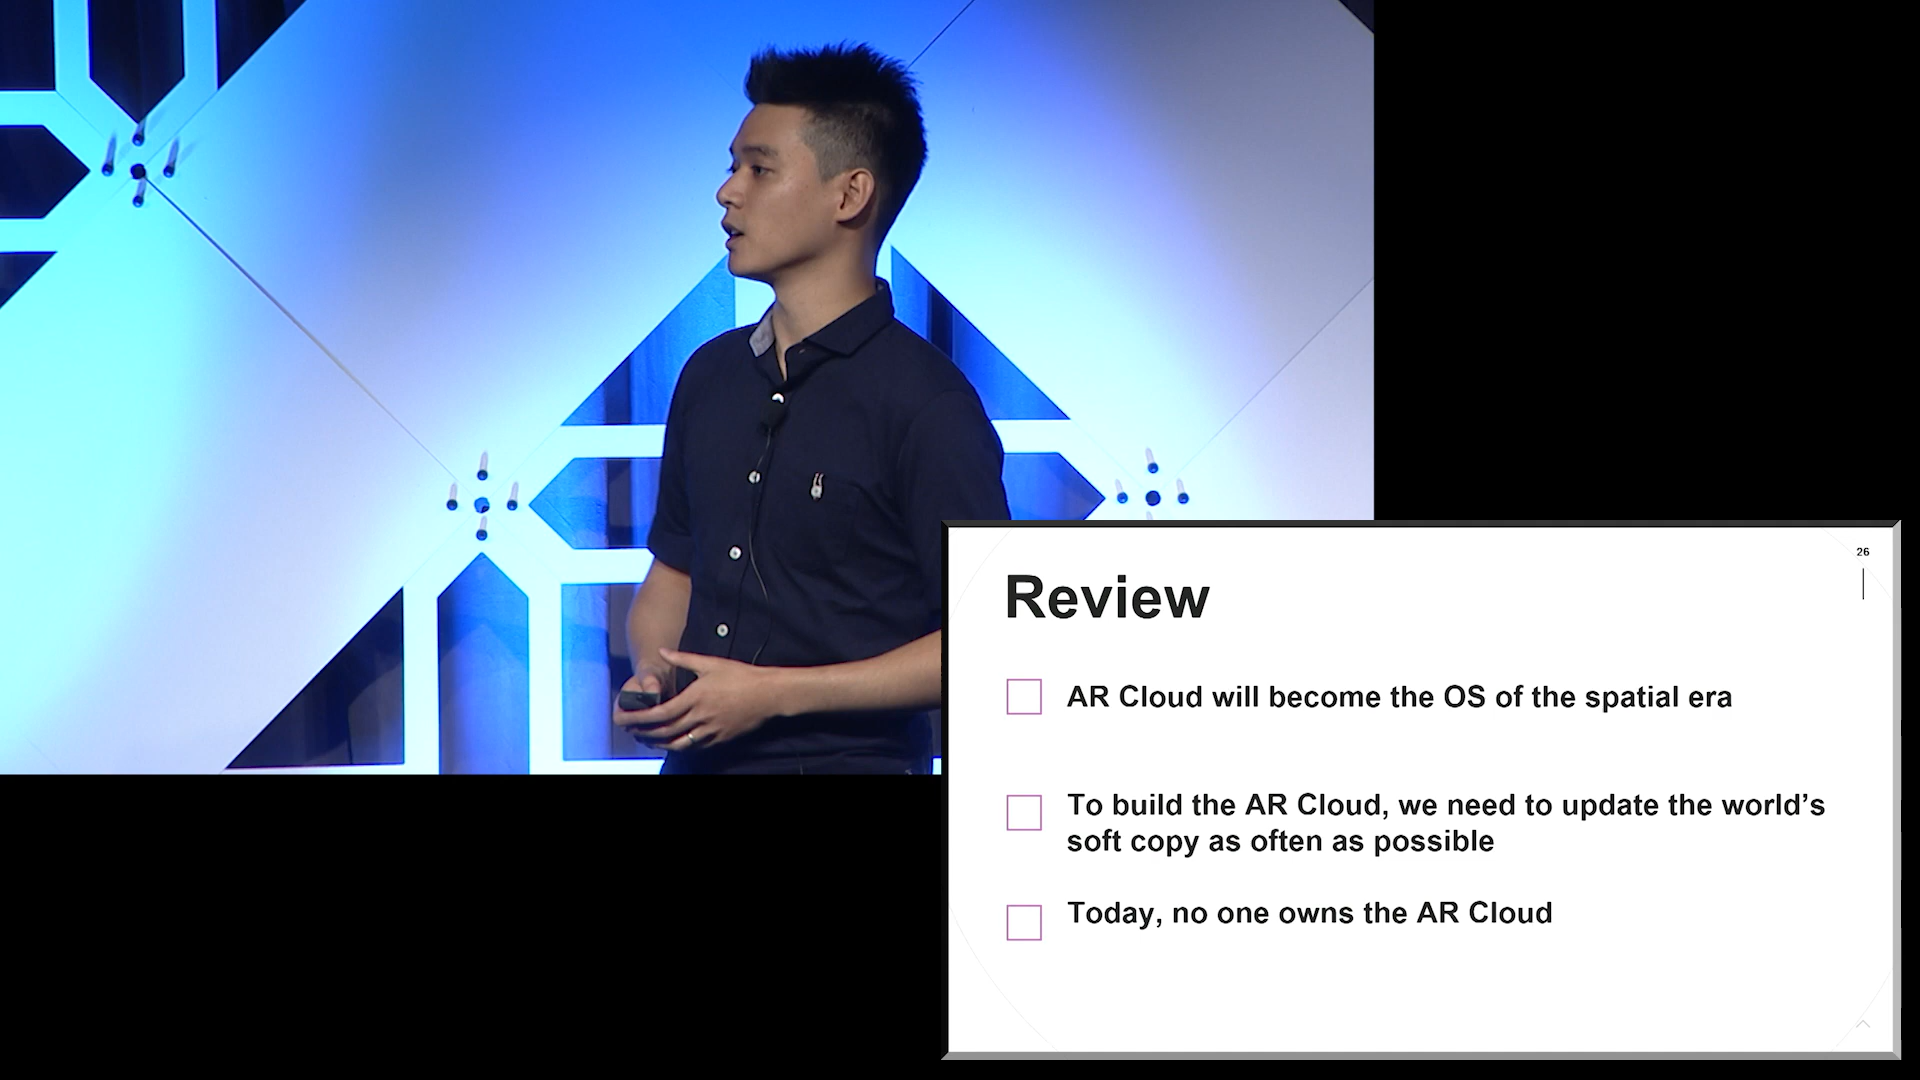 26
Review
AR Cloud will become the OS of the spatial era
To build the AR Cloud, we need to update the world’s
soft copy as often as possible
Today, no one owns the AR Cloud